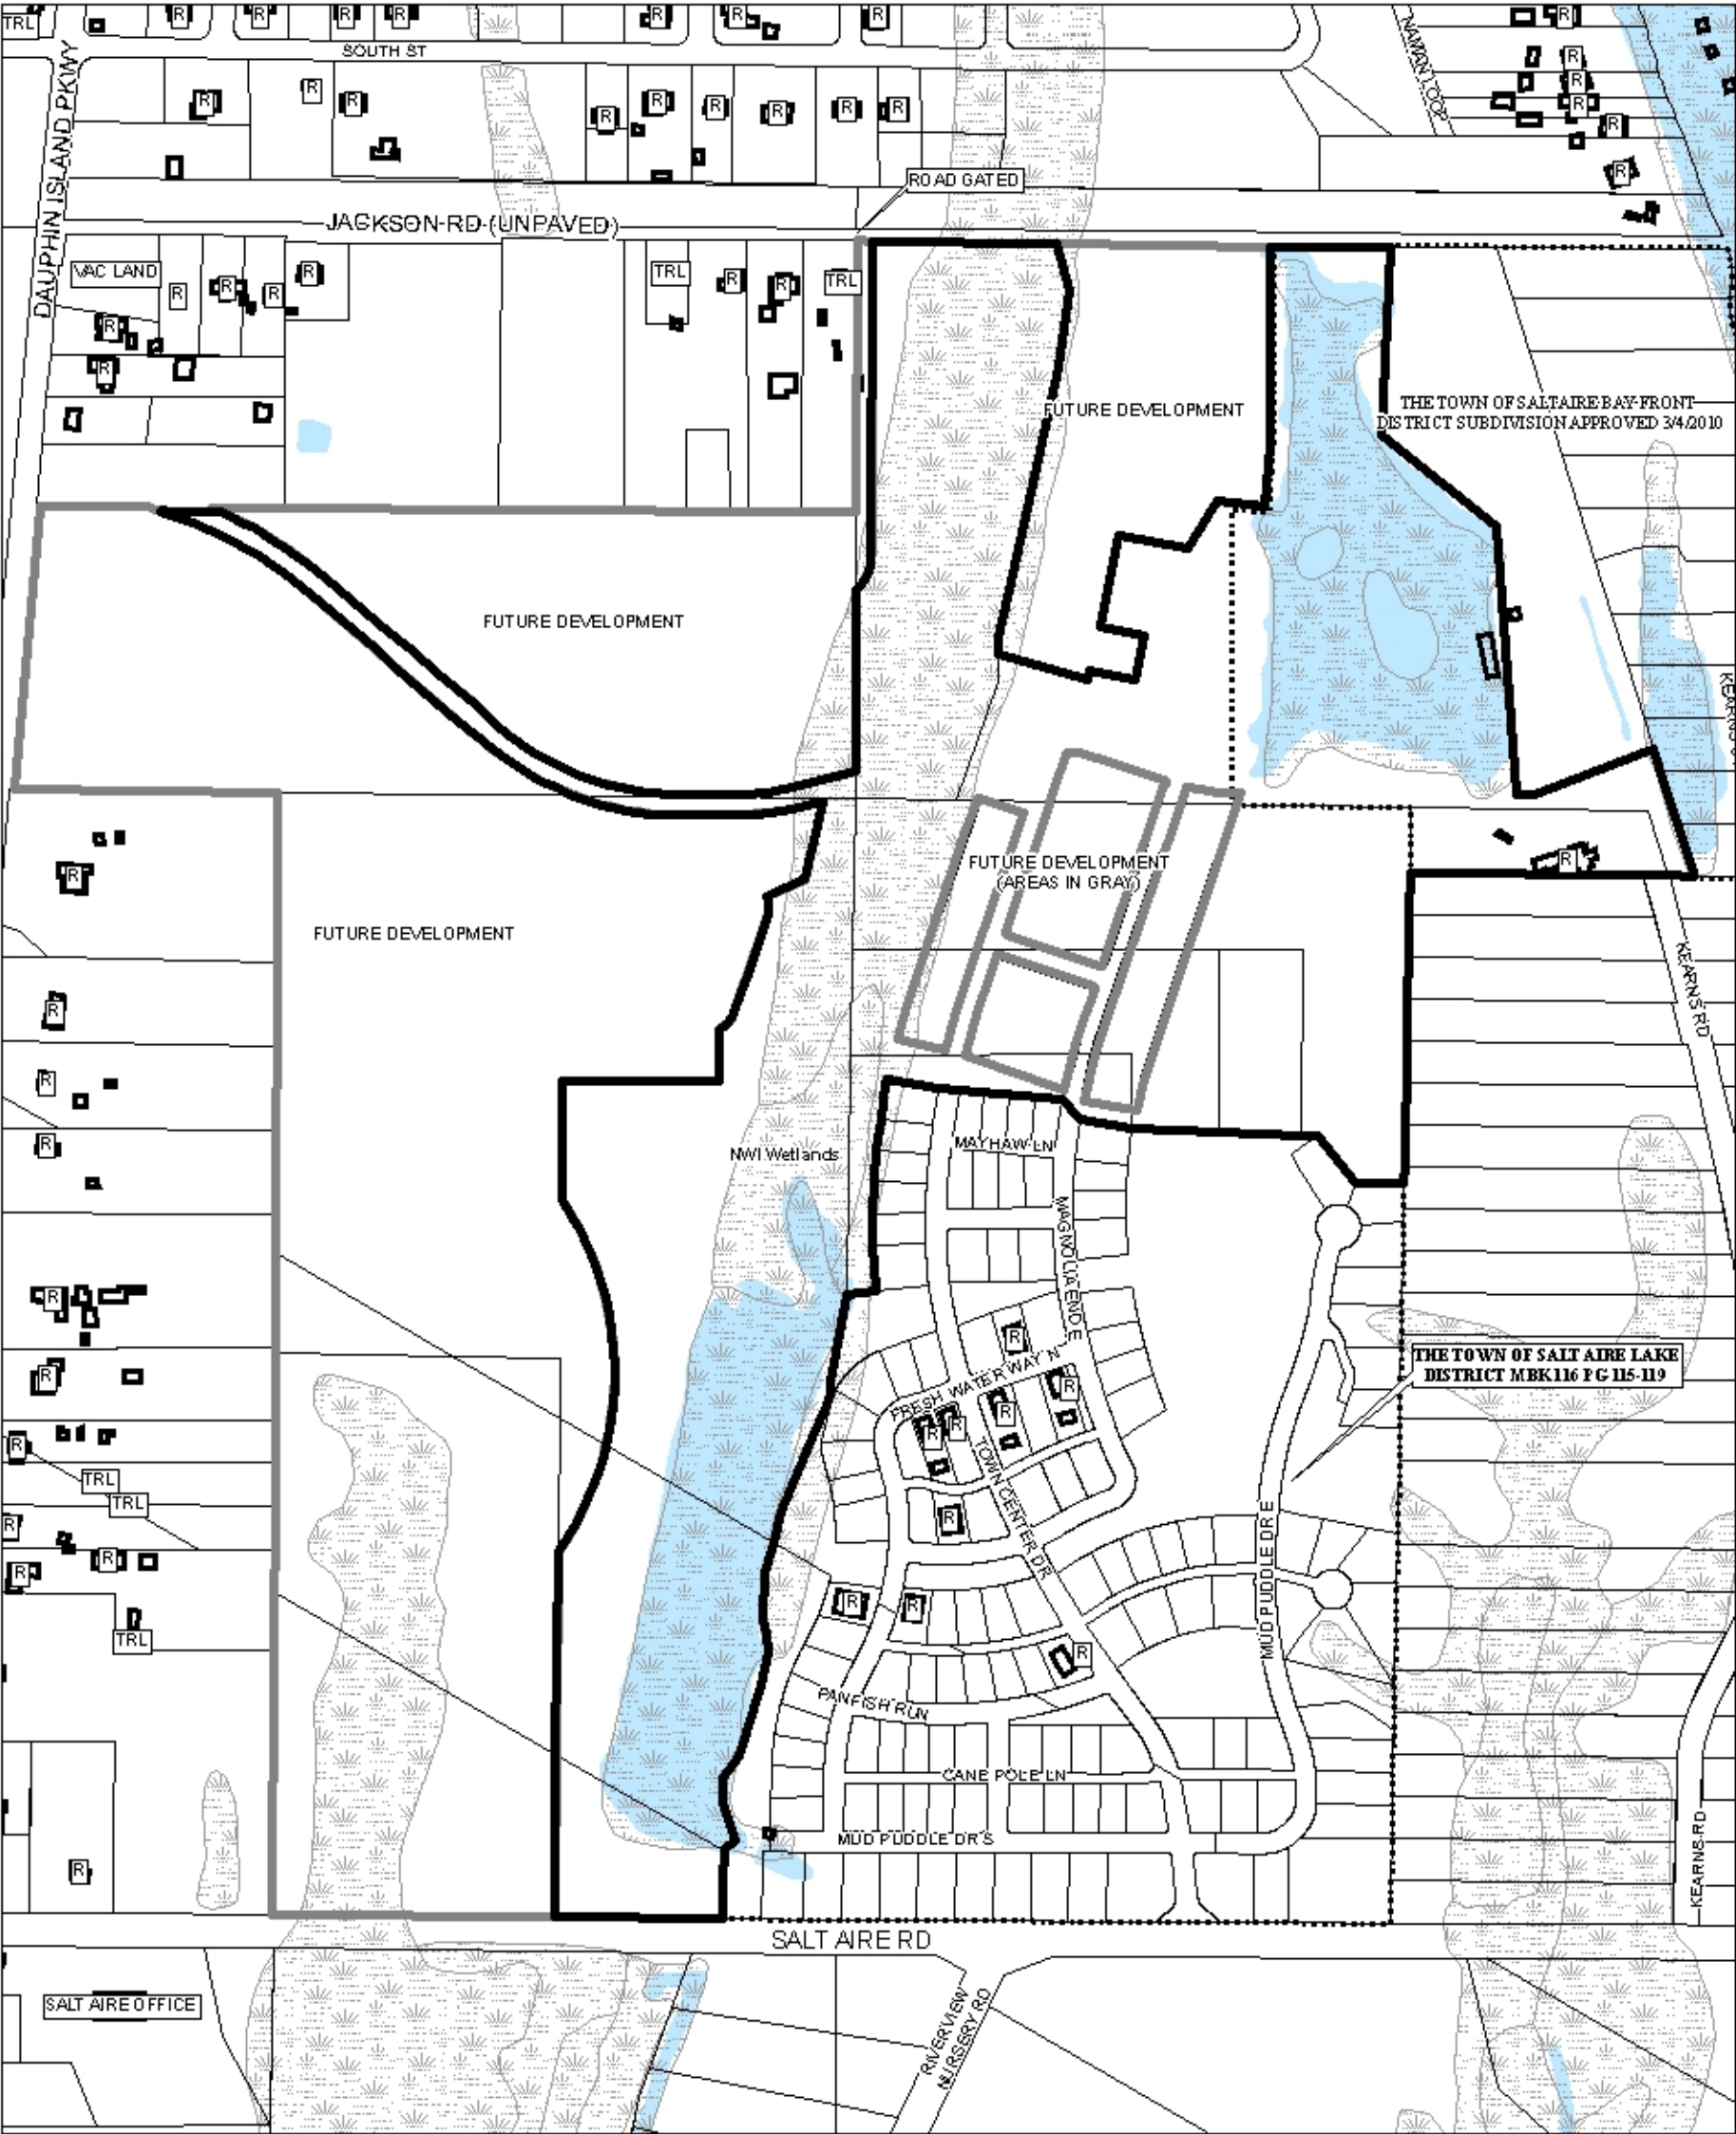 TRL
R
R
R
R
R
R
R
R
SOUTH ST
NAMAN LOOP
DAUPHIN ISLAND PKWY
R
R
R
R
R
R
R
R
R
R
R
R
R
R
ROAD GATED
JACKSON RD (UNPAVED)
VAC LAND
R
R
R
R
R
R
TRL
R
R
TRL
FUTURE DEVELOPMENT
THE TOWN OF SALTAIRE BAY-FRONT
DISTRICT SUBDIVISION APPROVED 3/4/2010
FUTURE DEVELOPMENT
FUTURE DEVELOPMENT
(AREAS IN GRAY)
R
R
FUTURE DEVELOPMENT
KEARNS RD
R
R
R
NWI Wetlands
MAYHAW LN
MAGNOLIA END E
R
R
THE TOWN OF SALT AIRE LAKE
DISTRICT MBK116 PG 115-119
FRESH WATER WAY N
R
R
R
R
R
R
TOWN CENTER DR
R
TRL
TRL
R
R
R
TRL
R
R
R
MUD PUDDLE DR E
PANFISH RUN
CANE POLE LN
MUD PUDDLE DR S
R
KEARNS RD
SALT AIRE RD
SALT AIRE OFFICE
RIVERVIEW
NURSERY RD